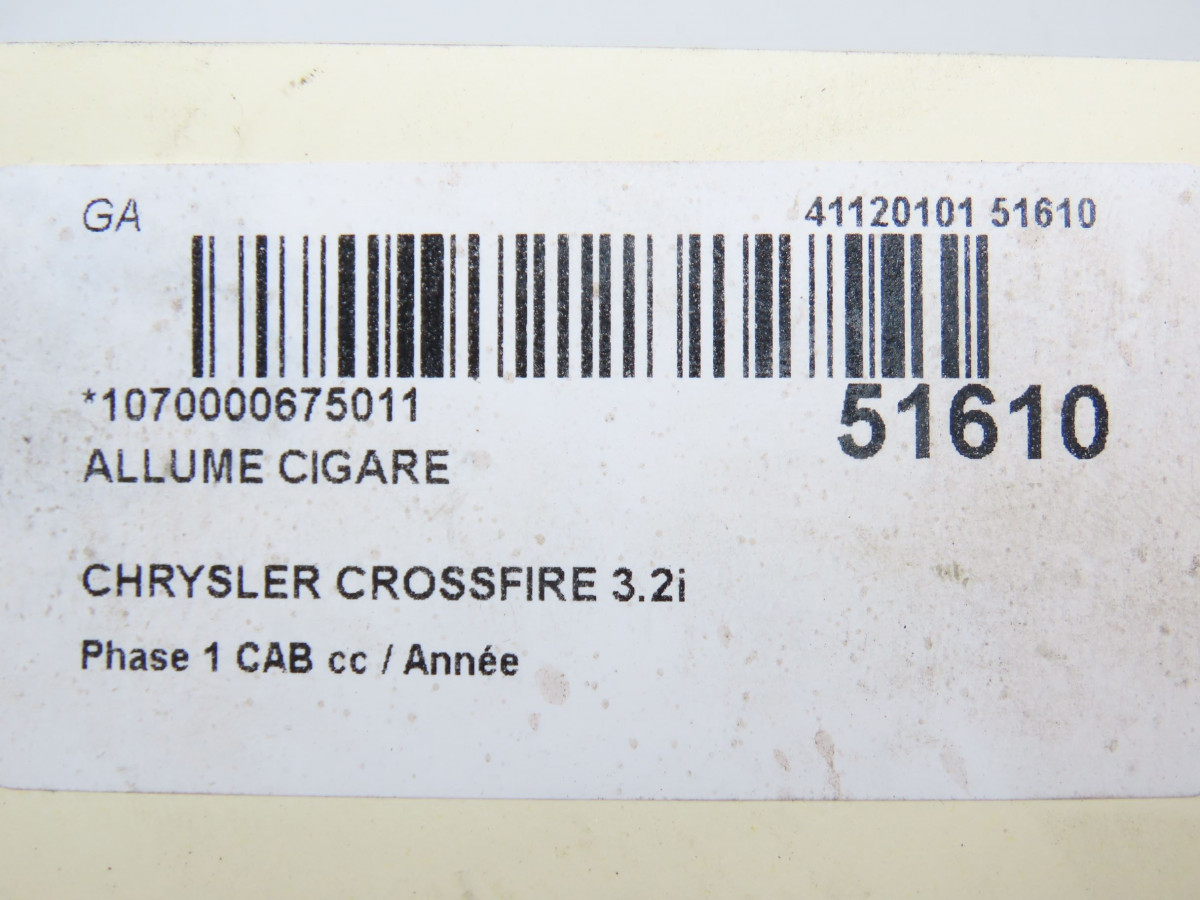 GA
41120101 51610
*1070000675011
51610
ALLUME CIGARE
CHRYSLER CROSSFIRE 3.2i
Phase 1 CAB cc / Année